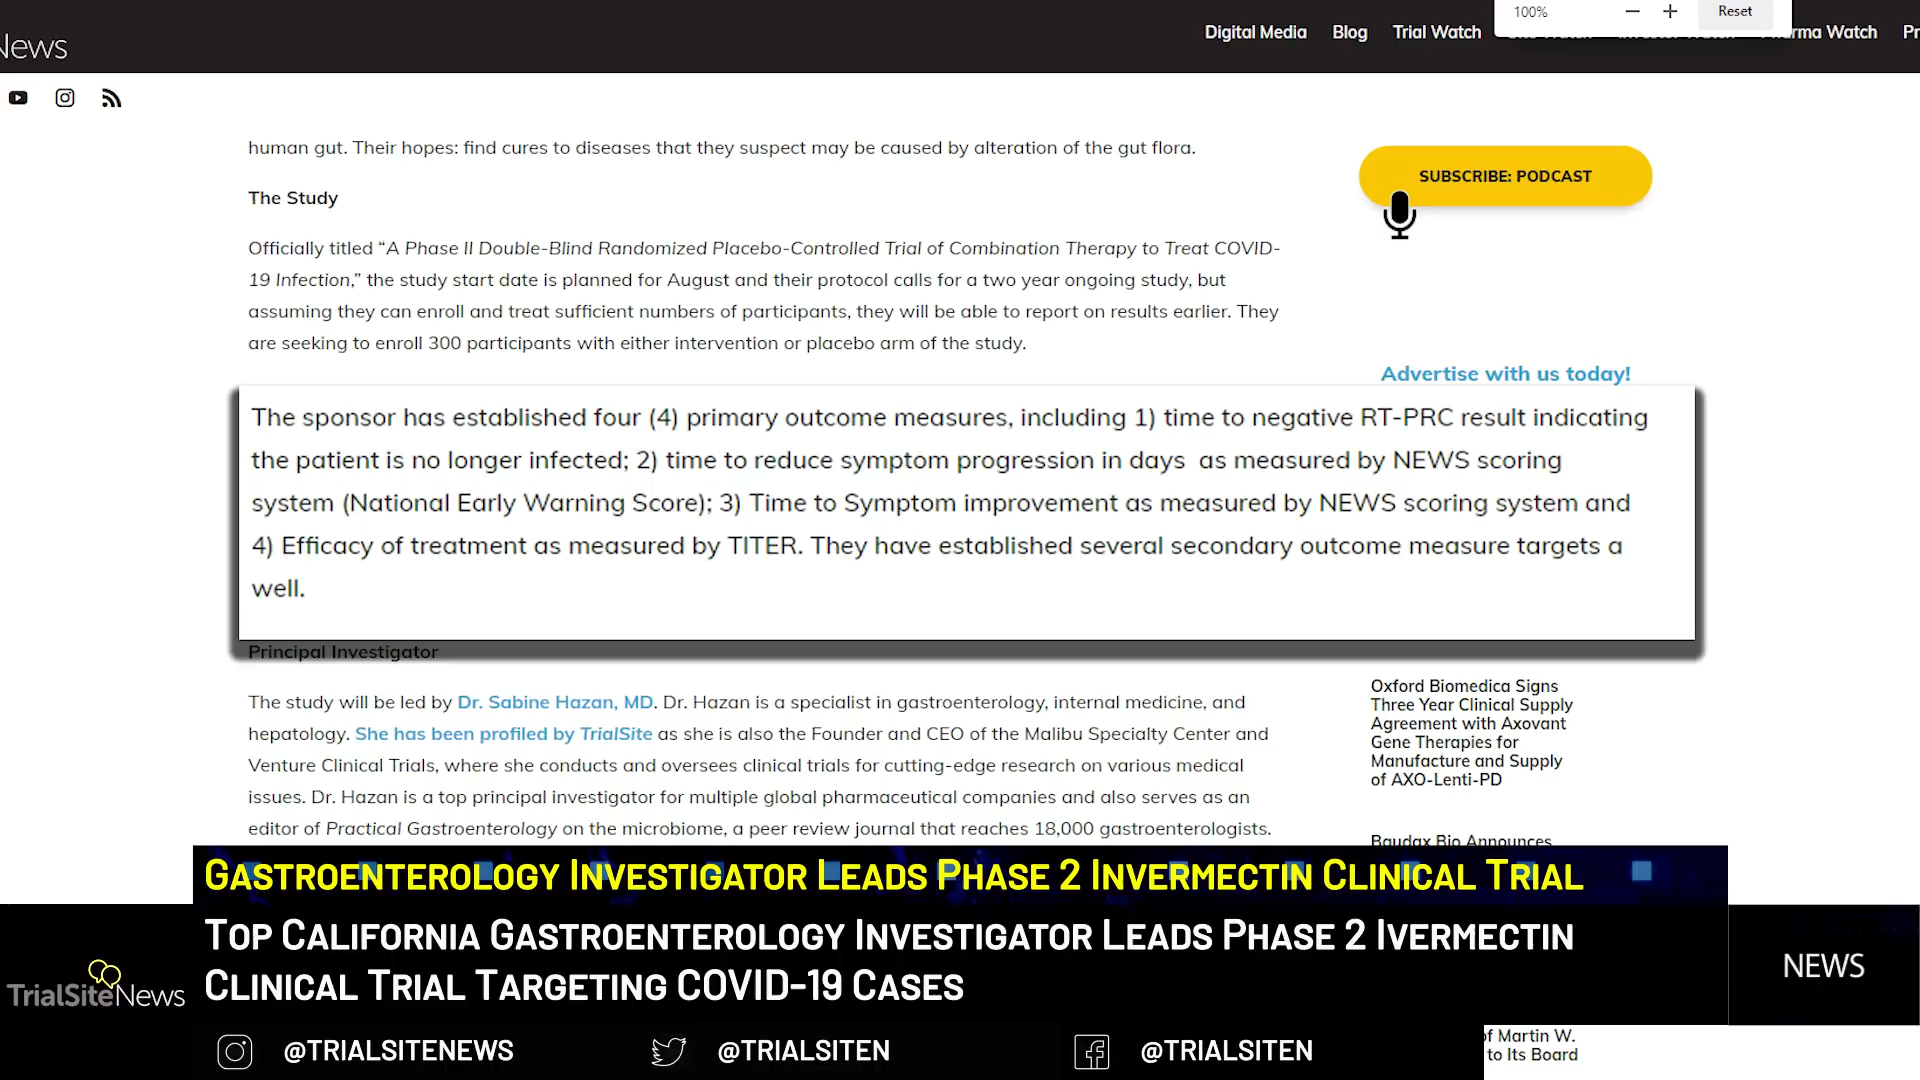 News
Digital Media
Blog
Trial Watch
100%
Reset
Pharma Watch
human gut. Their hopes: find cures to diseases that they suspect may be caused by alteration of the gut flora.
SUBSCRIBE: PODCAST
The Study
Officially titled “A Phase II Double-Blind Randomized Placebo-Controlled Trial of Combination Therapy to Treat COVID-
19 Infection,” the study start date is planned for August and their protocol calls for a two year ongoing study, but
assuming they can enroll and treat sufficient numbers of participants, they will be able to report on results earlier. They
are seeking to enroll 300 participants with either intervention or placebo arm of the study.
Advertise with us today!
The sponsor has established four (4) primary outcome measures, including 1) time to negative RT-PRC result indicating
the patient is no longer infected; 2) time to reduce symptom progression in days as measured by NEWS scoring
system (National Early Warning Score); 3) Time to Symptom improvement as measured by NEWS scoring system and
4) Efficacy of treatment as measured by TITER. They have established several secondary outcome measure targets a
well.
Principal Investigator
The study will be led by Dr. Sabine Hazan, MD. Dr. Hazan is a specialist in gastroenterology, internal medicine, and
hepatology. She has been profiled by TrialSite as she is also the Founder and CEO of the Malibu Specialty Center and
Venture Clinical Trials, where she conducts and oversees clinical trials for cutting-edge research on various medical
issues. Dr. Hazan is a top principal investigator for multiple global pharmaceutical companies and also serves as an
editor of Practical Gastroenterology on the microbiome, a peer review journal that reaches 18,000 gastroenterologists.
Oxford Biomedica Signs
Three Year Clinical Supply
Agreement with Axovant
Gene Therapies for
Manufacture and Supply
of AXO-Lenti-PD
Baudax Bio Announces
Gastroenterology Investigator Leads Phase 2 Invermectin Clinical Trial
Top California Gastroenterology Investigator Leads Phase 2 Ivermectin
Clinical Trial Targeting COVID-19 Cases
TrialSiteNews
NEWS
@TRIALSITENEWS
@TRIALSITEN
@TRIALSITEN
of Martin W.
to Its Board